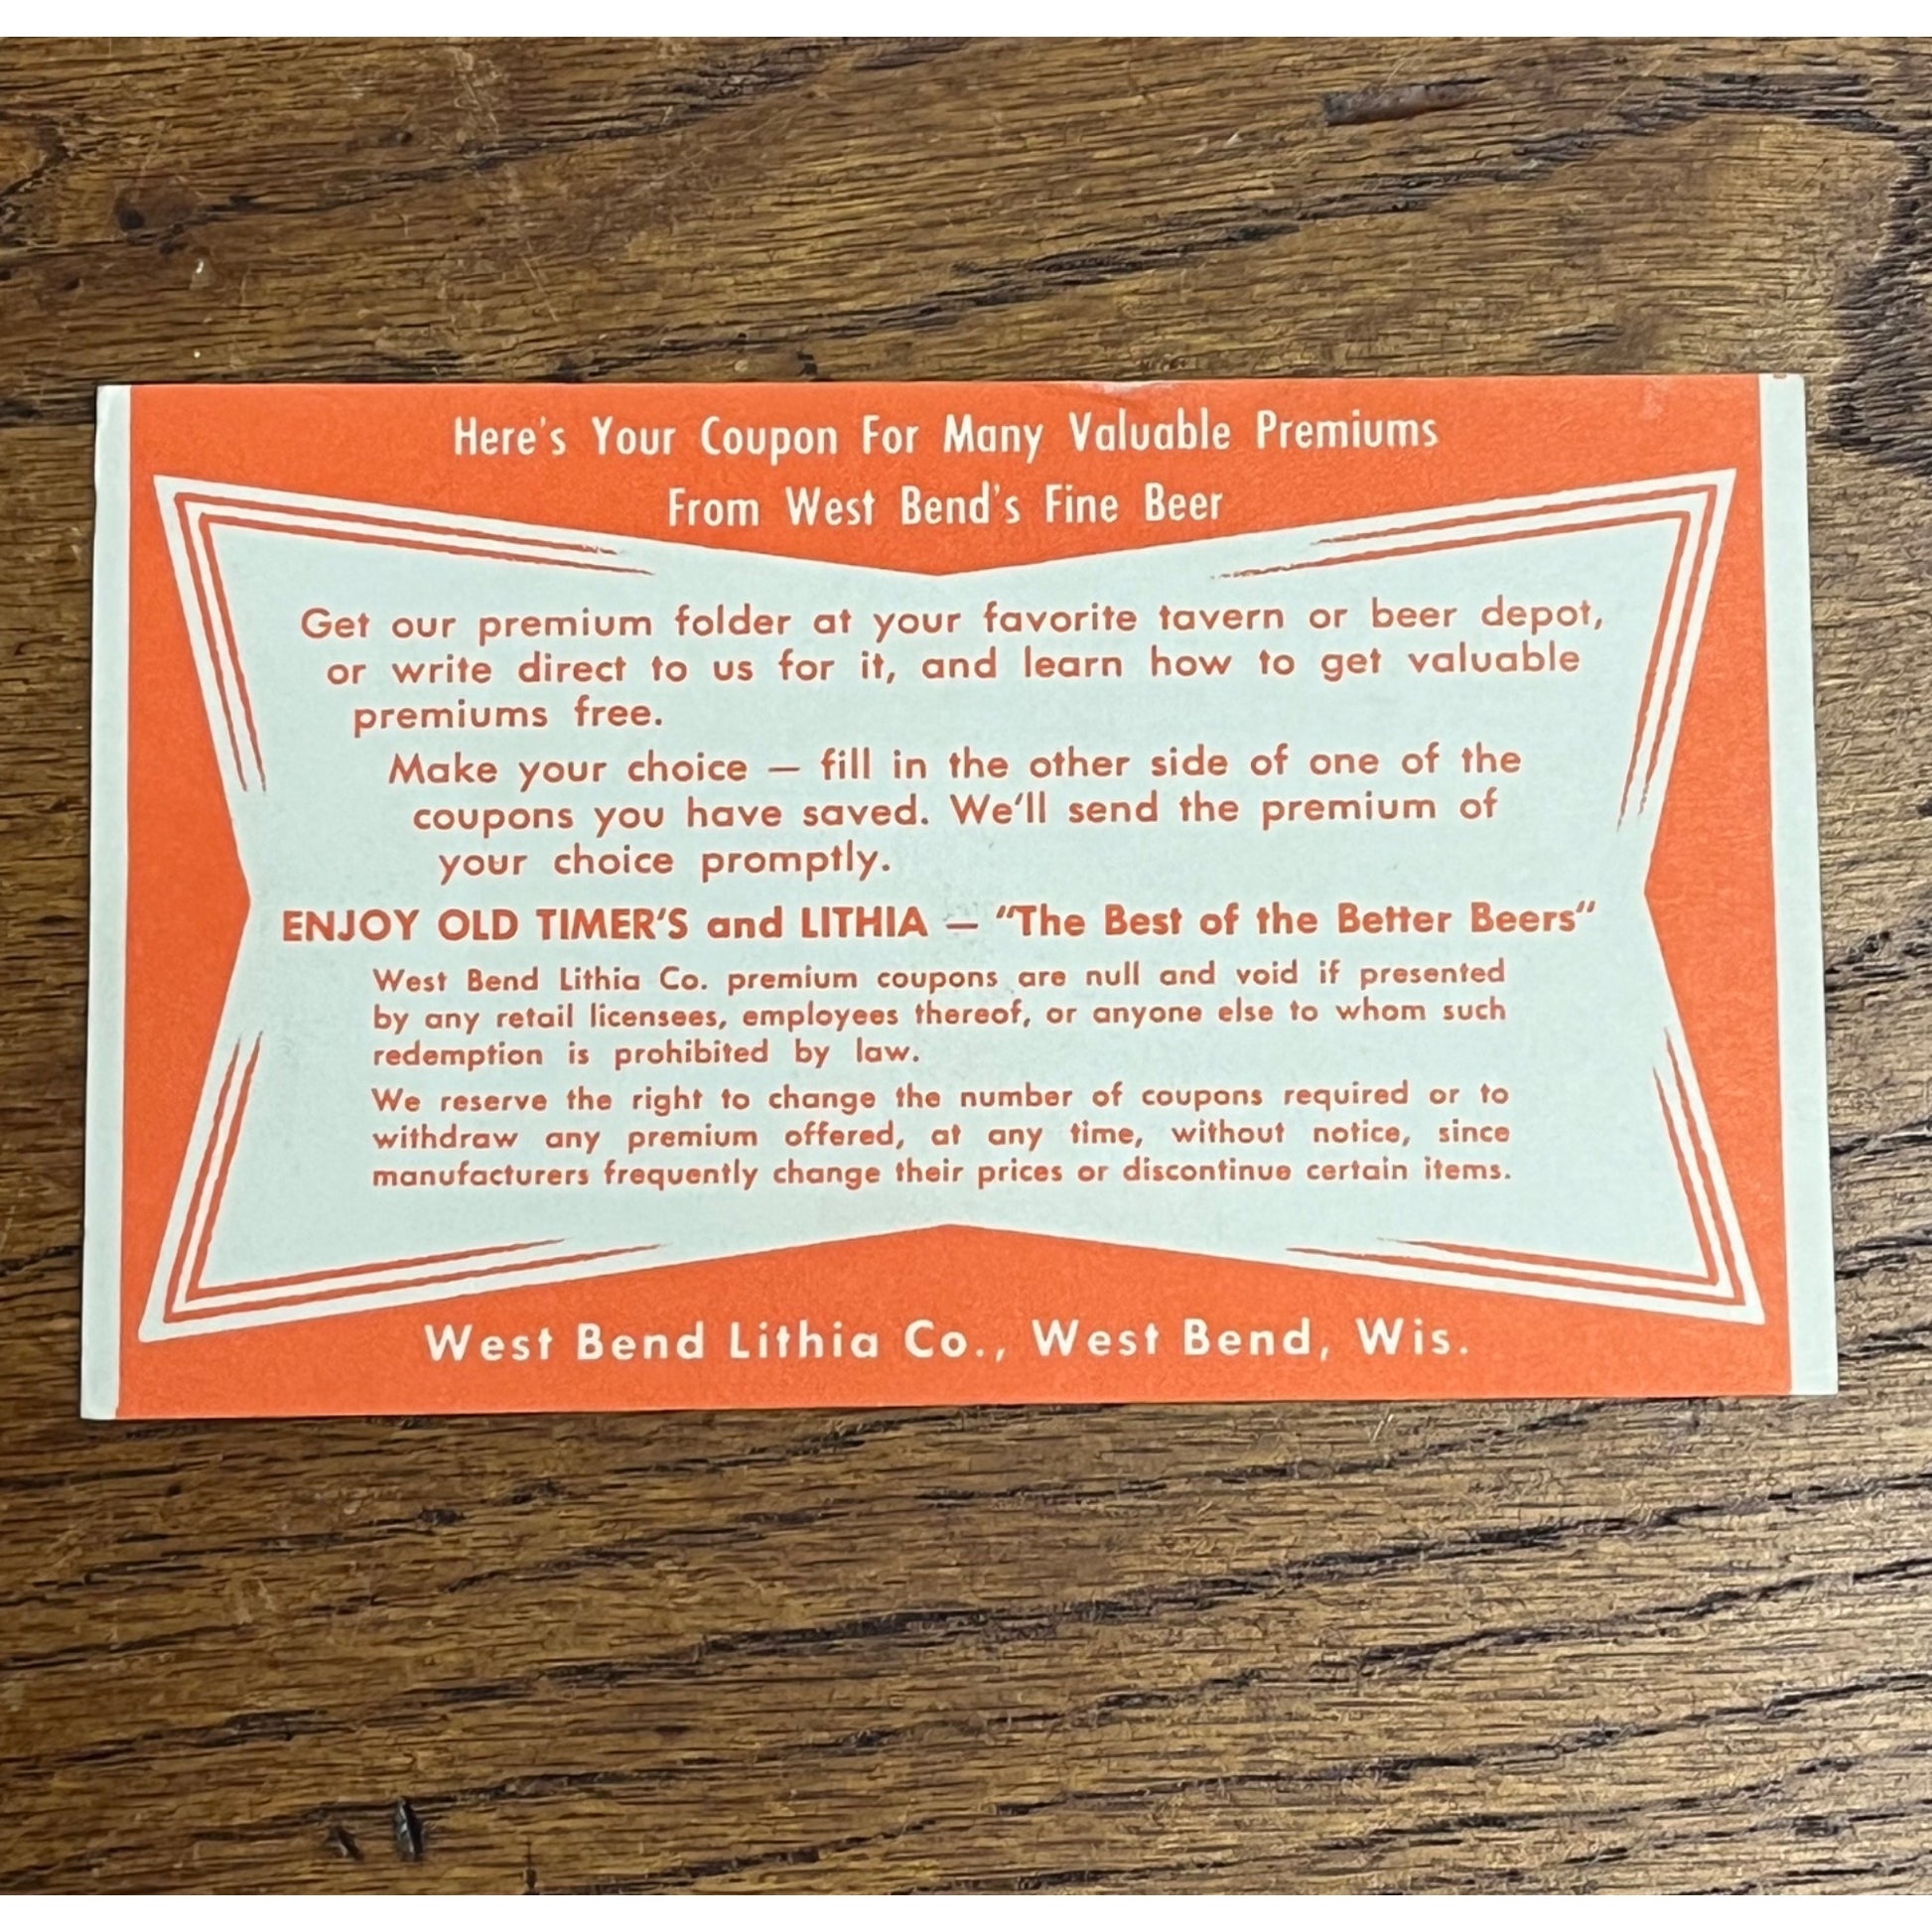 Here's Your Coupon For Many Valuable Premiums
From West Bend's Fine Beer
Get our premium folder at your favorite tavern or beer depot,
or write direct to us for it, and learn how to get valuable
premiums free.
Make your choice — fill in the other side of one of the
coupons you have saved. We'll send the premium of
your choice promptly.
ENJOY OLD TIMER'S and LITHIA — "The Best of the Better Beers"
West Bend Lithia Co. premium coupons are null and void if presented
by any retail licensees, employees thereof, or anyone else to whom such
redemption is prohibited by law.
We reserve the right to change the number of coupons required or to
withdraw any premium offered, at any time, without notice, since
manufacturers frequently change their prices or discontinue certain items.
West Bend Lithia Co., West Bend, Wis.